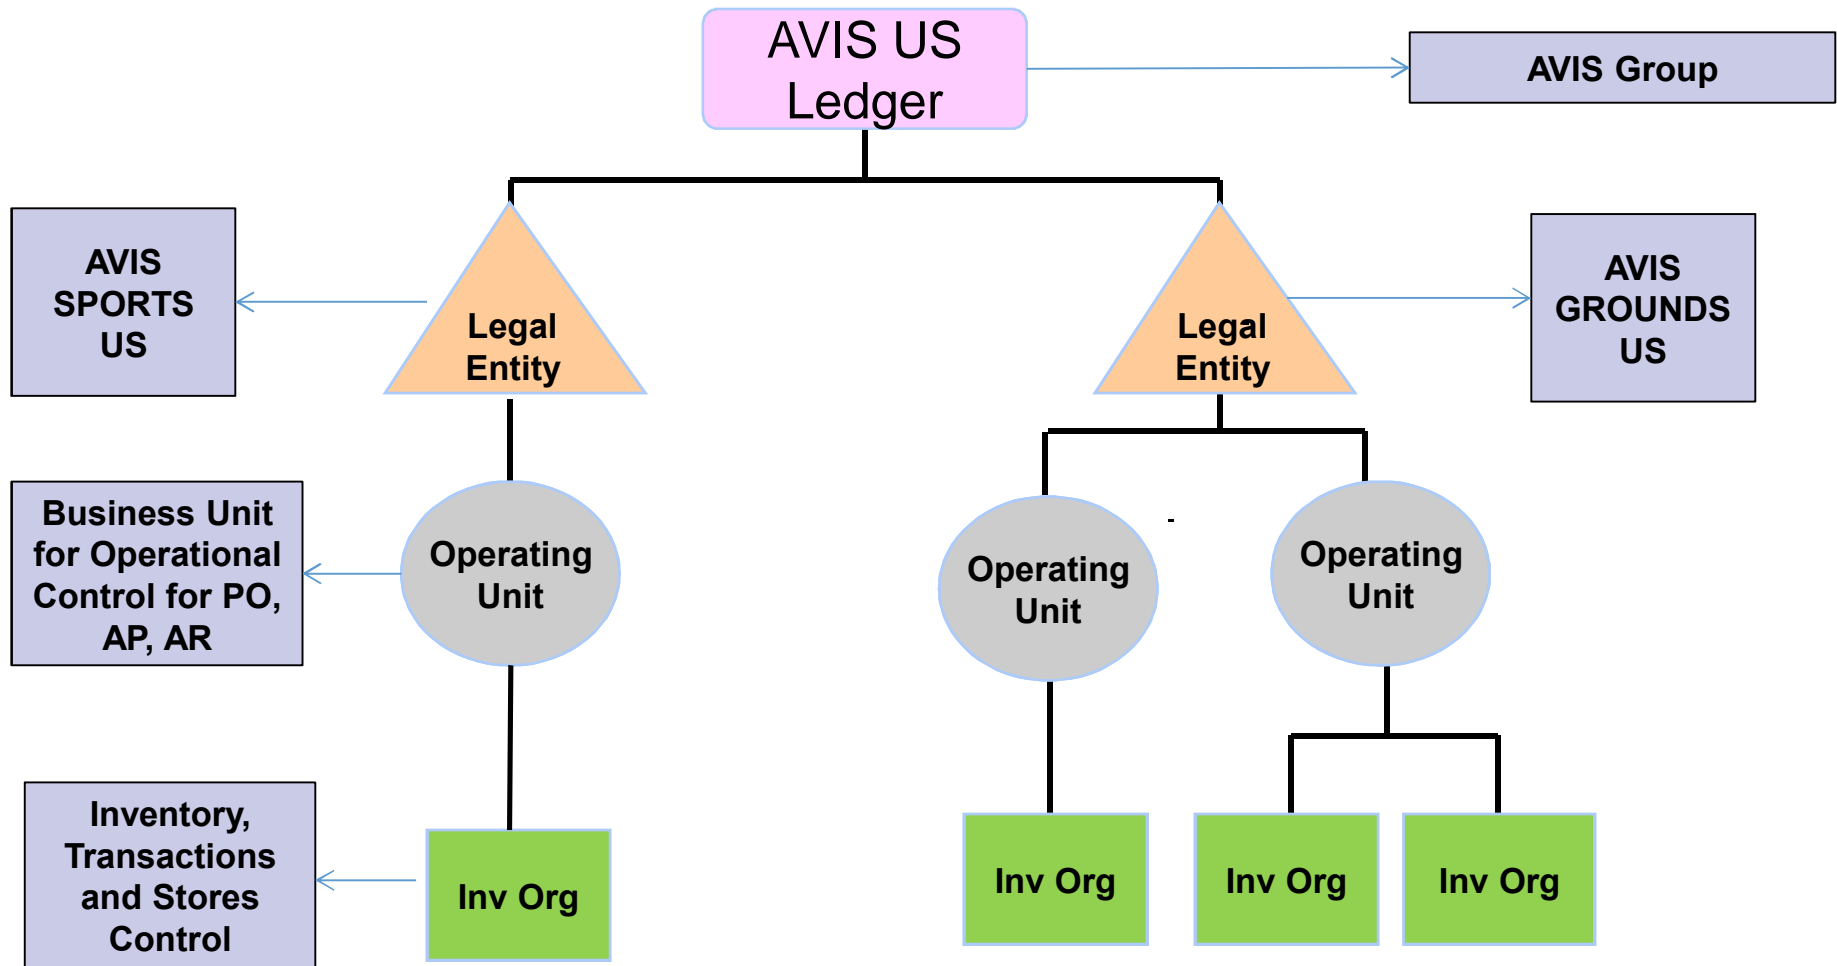 AVIS US
Ledger
AVIS Group
AVIS
SPORTS
US
Legal
Entity
Legal
Entity
AVIS
GROUNDS
US
Business Unit
for Operational
Control for PO,
AP, AR
Operating
Unit
Operating
Unit
-
Operating
Unit
Inventory,
Transactions
and Stores
Control
Inv Org
Inv Org
Inv Org
Inv Org